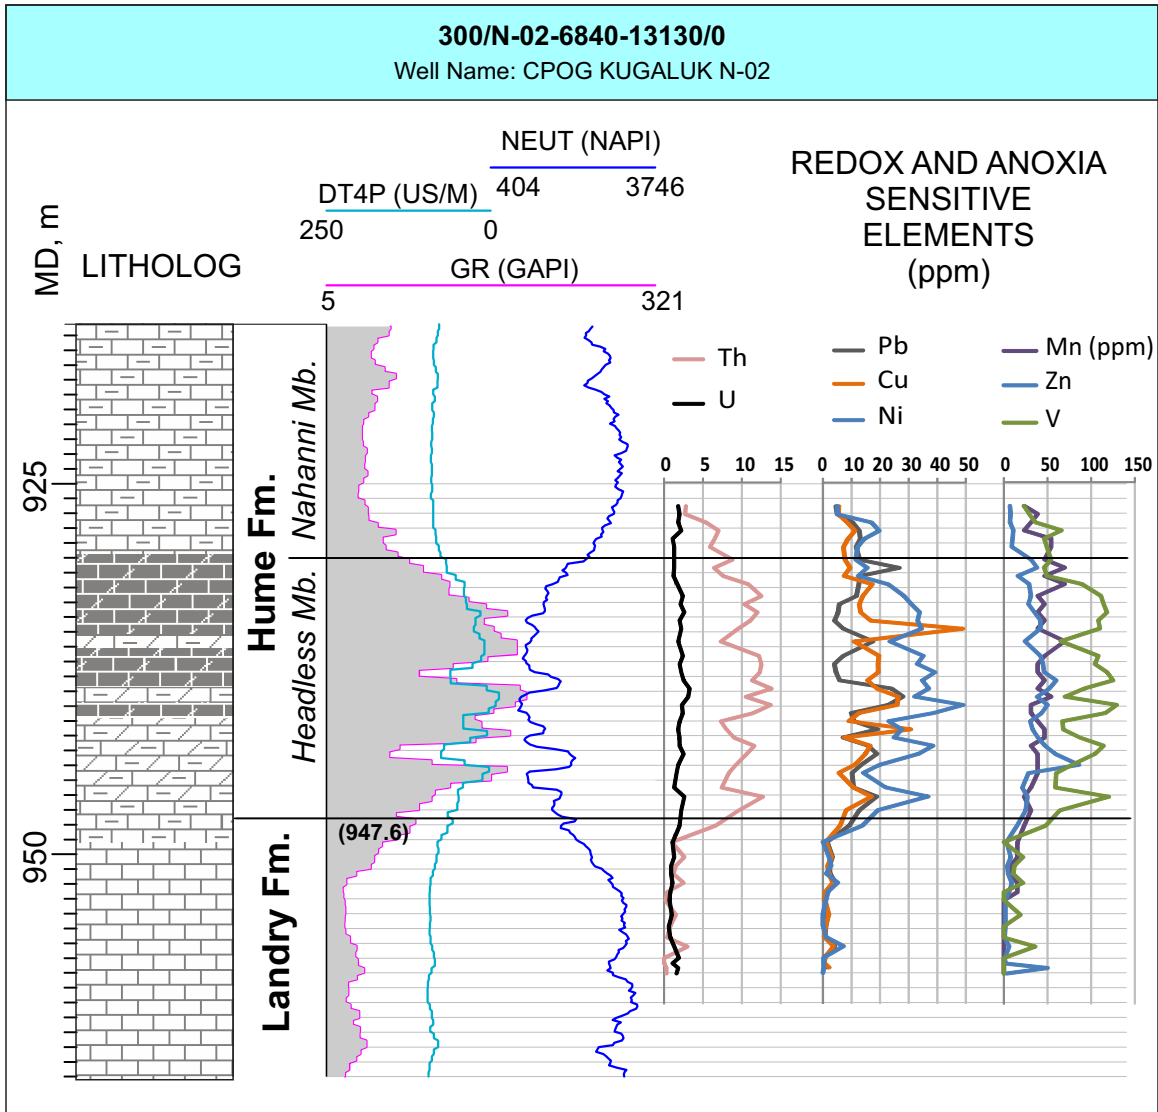 300/N-02-6840-13130/0
Well Name: CPOG KUGALUK N-02
NEUT (NAPI)
404 3746
DT4P (US/M)
250 0
GR (GAPI)
5 321
MD, m
LITHOLOG
REDOX AND ANOXIA
SENSITIVE
ELEMENTS
(ppm)
Th
U
Pb
Cu
Ni
Mn (ppm)
Zn
V
0 5 10 15
0 10 20 30 40 50
0 50 100 150
925
950
Hume Fm.
Nahanni Mb.
Headless Mb.
(947.6)
Landry Fm.